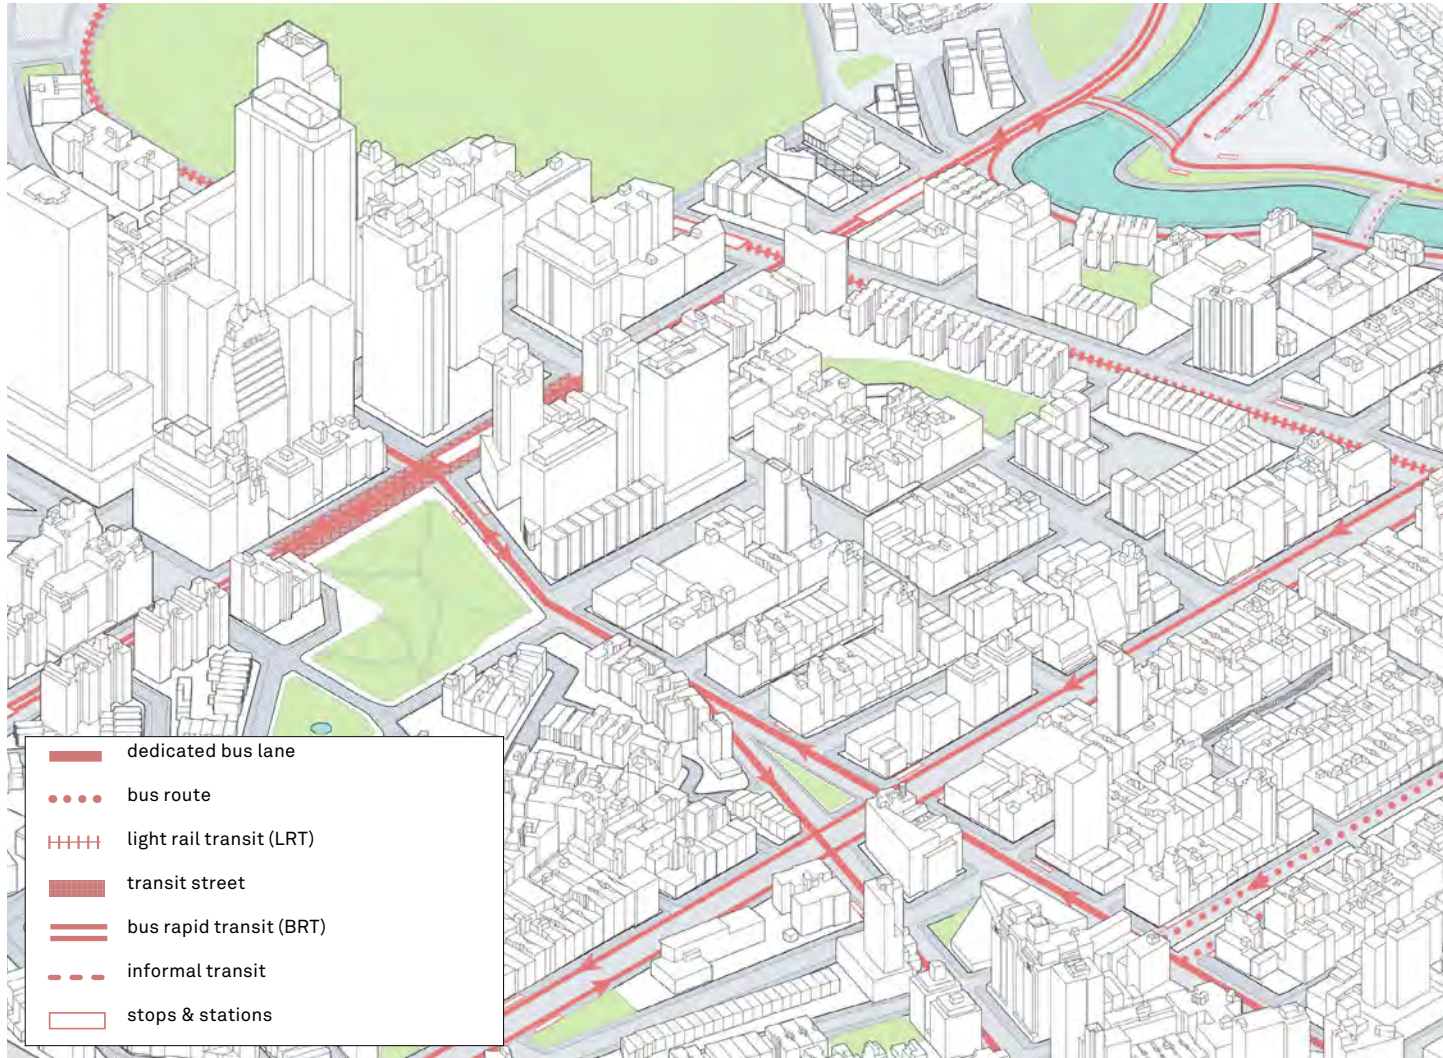 dedicated bus lane
bus route
light rail transit (LRT)
transit street
bus rapid transit (BRT)
informal transit
stops & stations